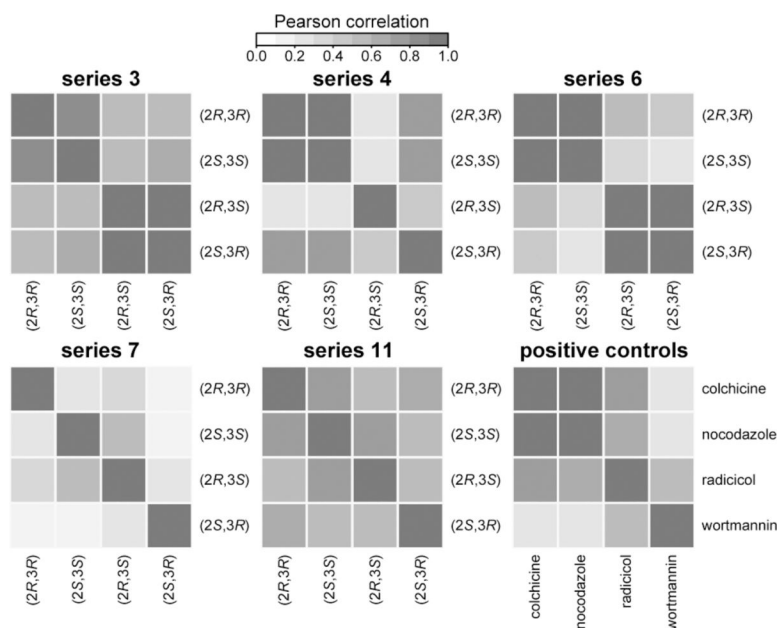 Pearson correlation
0.0 0.2 0.4 0.6 0.8 1.0
series 3
series 4
series 6
(2R,3R)
(2S,3S)
(2R,3S)
(2S,3R)
(2R,3R)
(2S,3S)
(2R,3S)
(2S,3R)
(2R,3R)
(2S,3S)
(2R,3S)
(2S,3R)
(2R,3R)
(2S,3S)
(2R,3S)
(2S,3R)
(2R,3R)
(2S,3S)
(2R,3S)
(2S,3R)
(2R,3R)
(2S,3S)
(2R,3S)
(2S,3R)
series 7
series 11
positive controls
(2R,3R)
(2S,3S)
(2R,3S)
(2S,3R)
(2R,3R)
(2S,3S)
(2R,3S)
(2S,3R)
colchicine
nocodazole
radicicol
wortmannin
(2R,3R)
(2S,3S)
(2R,3S)
(2S,3R)
(2R,3R)
(2S,3S)
(2R,3S)
(2S,3R)
colchicine
nocodazole
radicicol
wortmannin